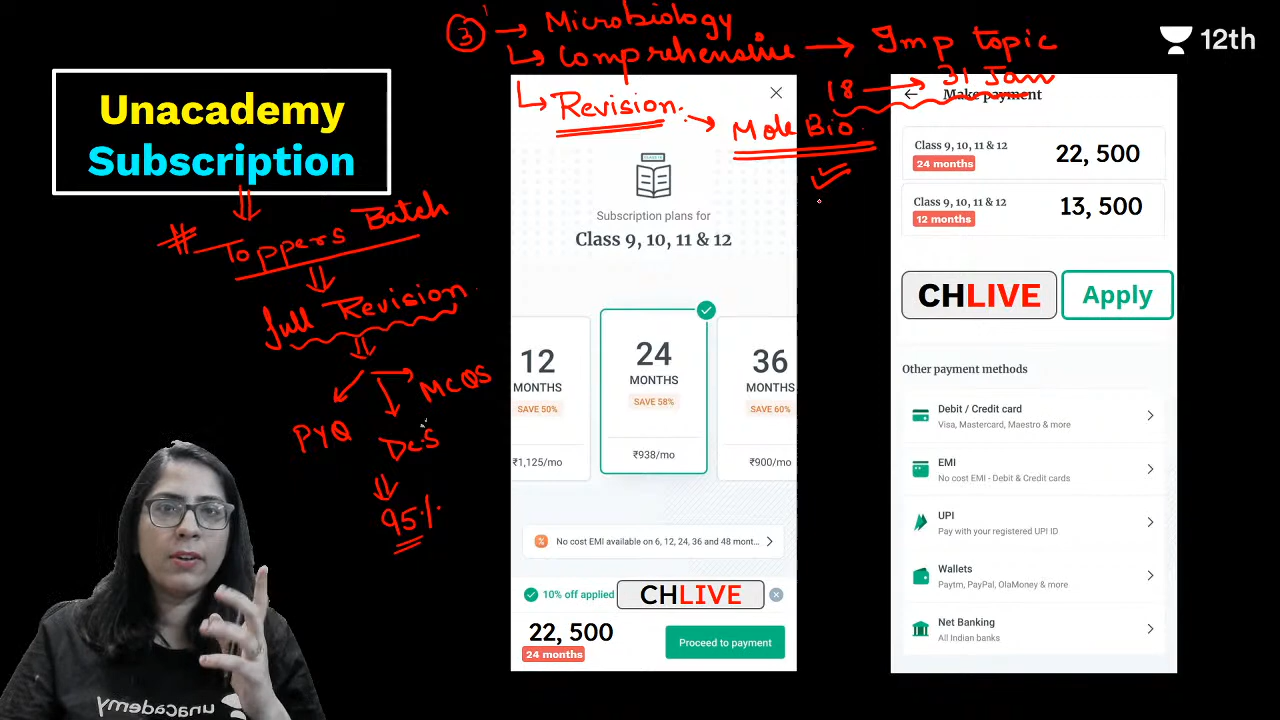 ③ → Microbiology
↳ Comprehensive → Imp topic
↳ Revision. → Mole Bio.
18 → 31 Jan
12th
Unacademy
Subscription
# Toppers Batch
full Revision
PYQ
DCS
MCQS
95%
Subscription plans for
Class 9, 10, 11 & 12
12
MONTHS
SAVE 50%
₹1,125/mo
24
MONTHS
SAVE 58%
₹938/mo
36
MONTHS
SAVE 60%
₹900/mo
No cost EMI available on 6, 12, 24, 36 and 48 mont...
10% off applied
CHLIVE
22, 500
24 months
Proceed to payment
Make payment
Class 9, 10, 11 & 12
24 months
22, 500
Class 9, 10, 11 & 12
12 months
13, 500
CHLIVE
Apply
Other payment methods
Debit / Credit card
Visa, Mastercard, Maestro & more
EMI
No cost EMI - Debit & Credit cards
UPI
Pay with your registered UPI ID
Wallets
Paytm, PayPal, OlaMoney & more
Net Banking
All Indian banks
unacademy